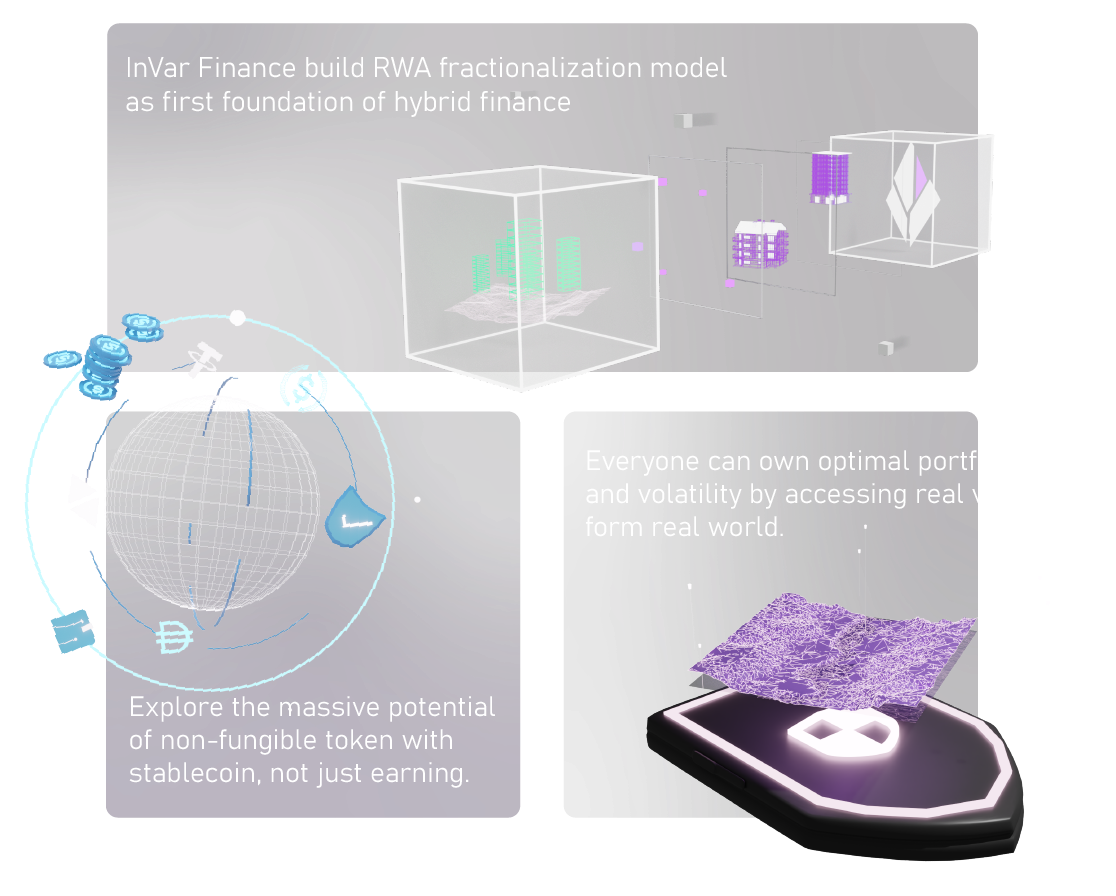 InVar Finance build RWA fractionalization model
as first foundation of hybrid finance
Everyone can own optimal portf
and volatility by accessing real
form real world.
Explore the massive potential
of non-fungible token with
stablecoin, not just earning.